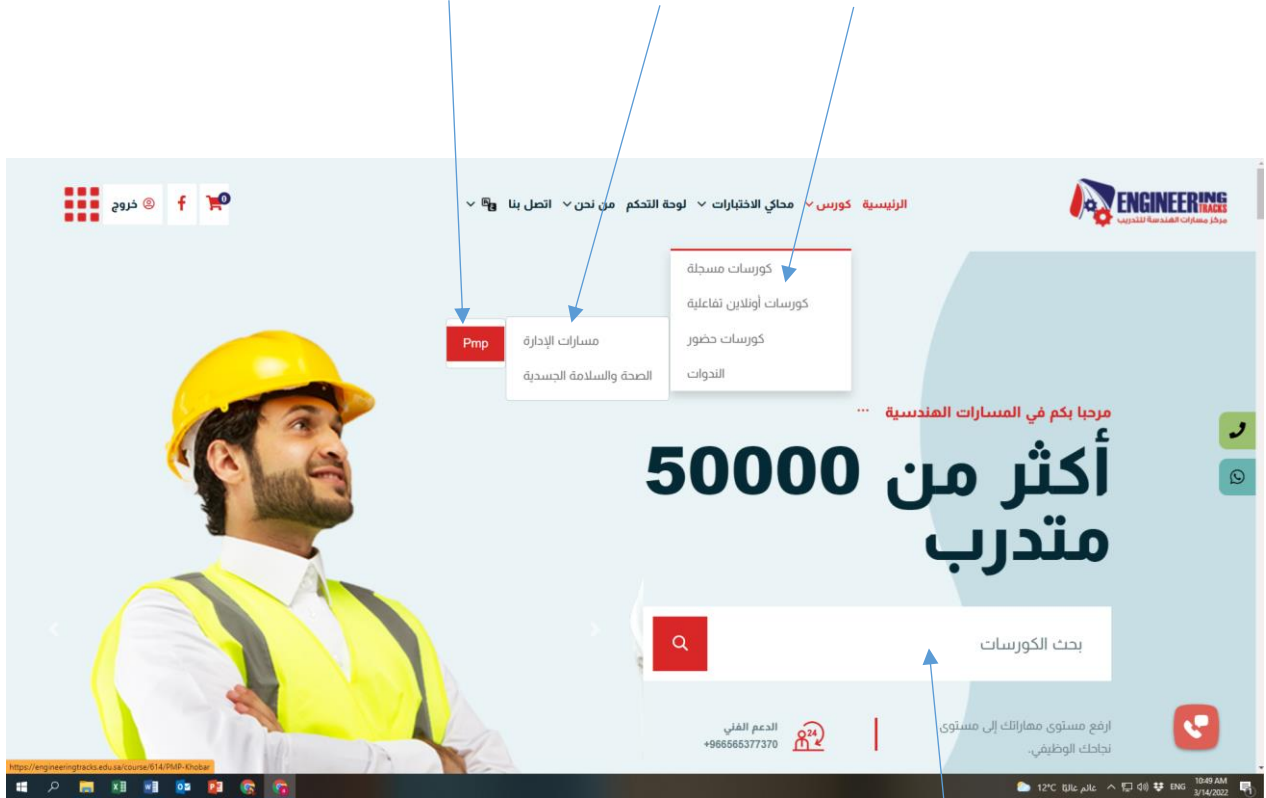 ENGINEERING
TRACKS
مركز مسارات الهندسة للتدريب
الرئيسية كورس محاكي الاختبارات لوحة التحكم من نحن اتصل بنا
0
خروج
كورسات مسجلة
كورسات أونلاين تفاعلية
كورسات حضور
الندوات
مسارات الإدارة
الصحة والسلامة الجسدية
Pmp
مرحبا بكم في المسارات الهندسية ...
أكثر من 50000
متدرب
بحث الكورسات
ارفع مستوى مهاراتك إلى مستوى
نجاحك الوظيفي.
24
الدعم الفني
+966565377370
https://engineeringtracks.edu.sa/course/614/PMP-Khobar
12°C غائم غالبًا
ENG
10:49 AM
3/14/2022